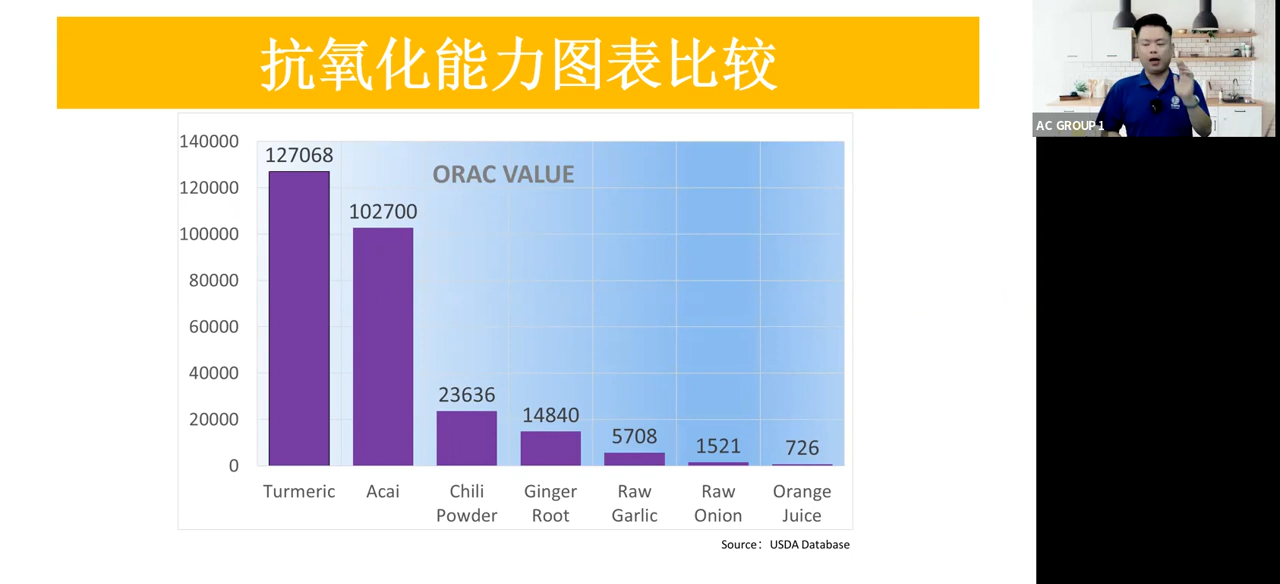 抗氧化能力图表比较
AC GROUP 1
ORAC VALUE
140000
120000
100000
80000
60000
40000
20000
0
127068
102700
23636
14840
5708
1521
726
Turmeric
Acai
Chili
Powder
Ginger
Root
Raw
Garlic
Raw
Onion
Orange
Juice
Source：USDA Database